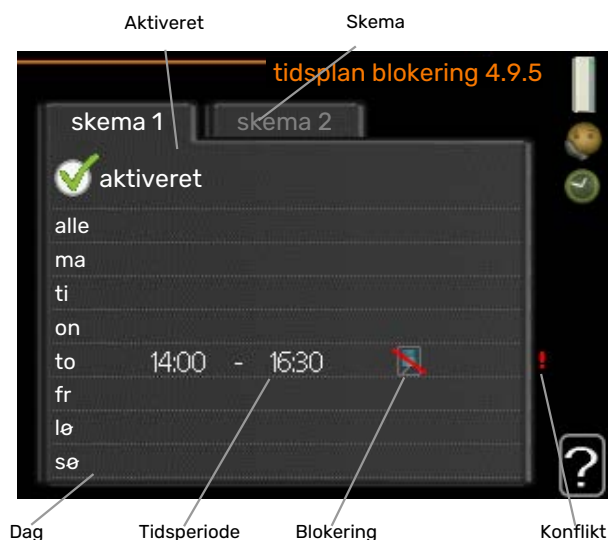 Aktiveret Skema
tidsplan blokering 4.9.5
skema 1 skema 2
aktiveret
alle
ma
ti
on
to 14:00 - 16:30 !
fr
lø
sø
?
Dag Tidsperiode Blokering Konflikt